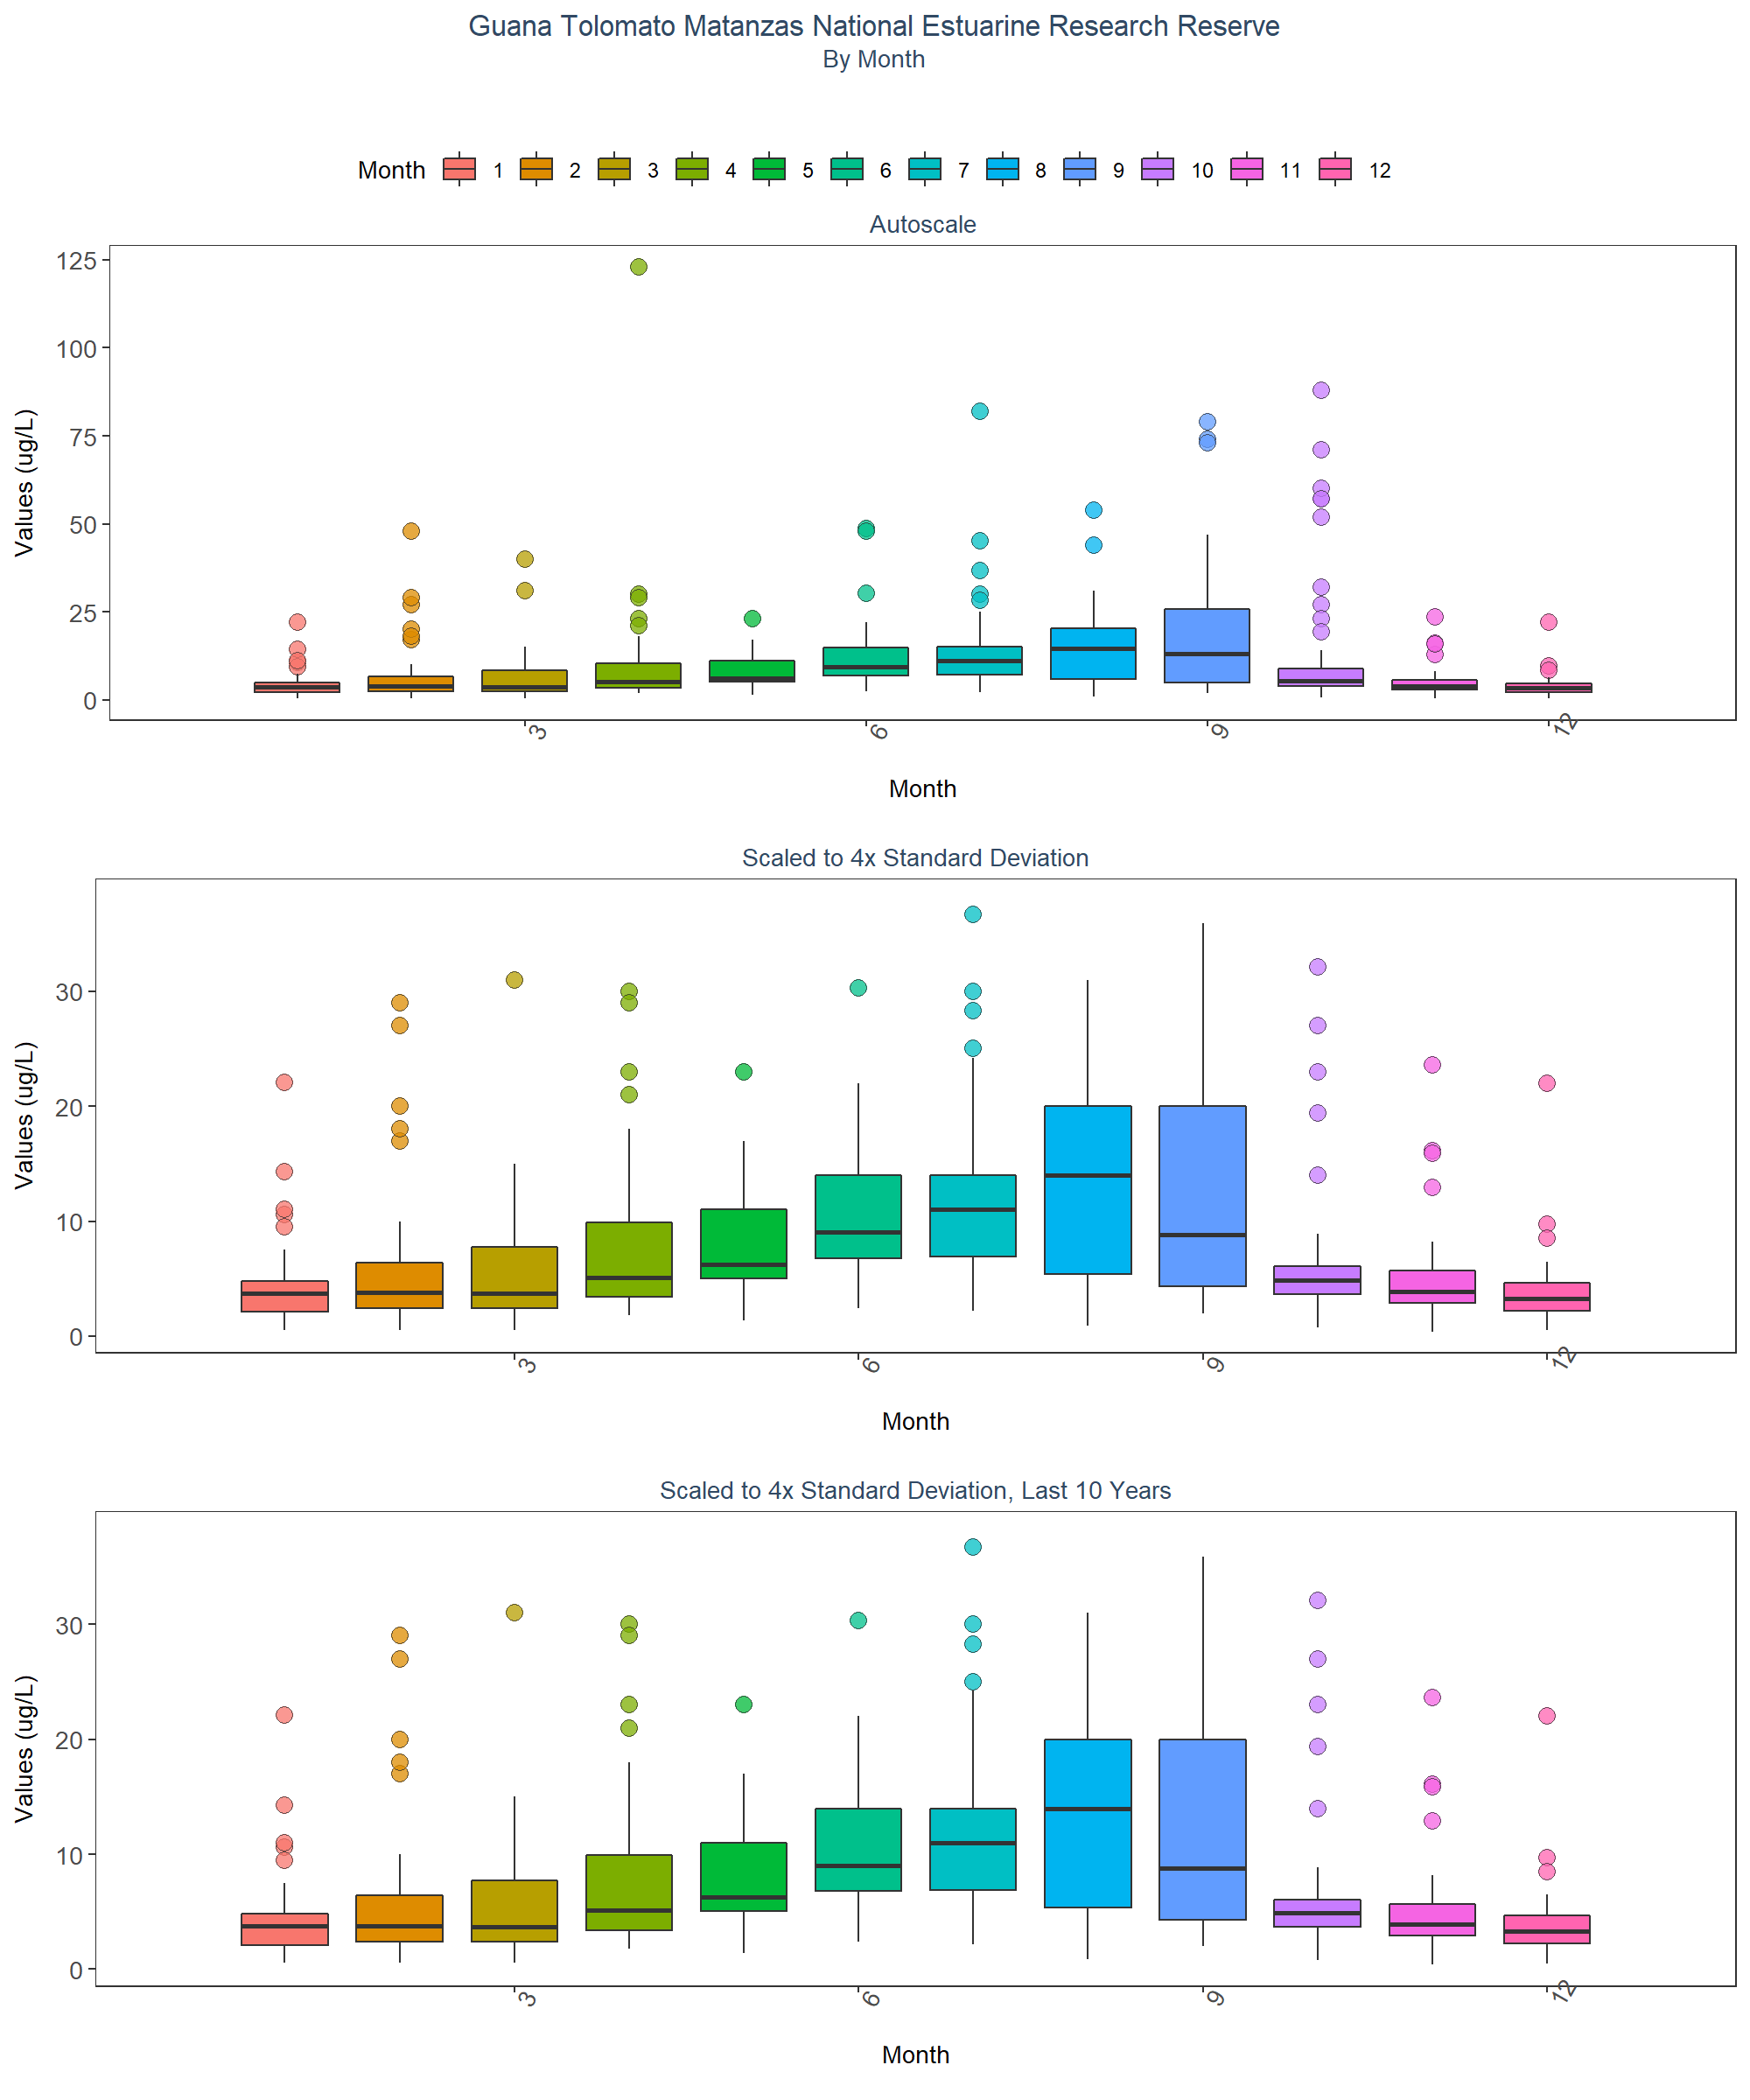 Guana Tolomato Matanzas National Estuarine Research Reserve
By Month
Month 1 2 3 4 5 6 7 8 9 10 11 12
Autoscale
Values (ug/L)
125
100
75
50
25
0
3 6 9 12
Month
Scaled to 4x Standard Deviation
Values (ug/L)
30
20
10
0
3 6 9 12
Month
Scaled to 4x Standard Deviation, Last 10 Years
Values (ug/L)
30
20
10
0
3 6 9 12
Month